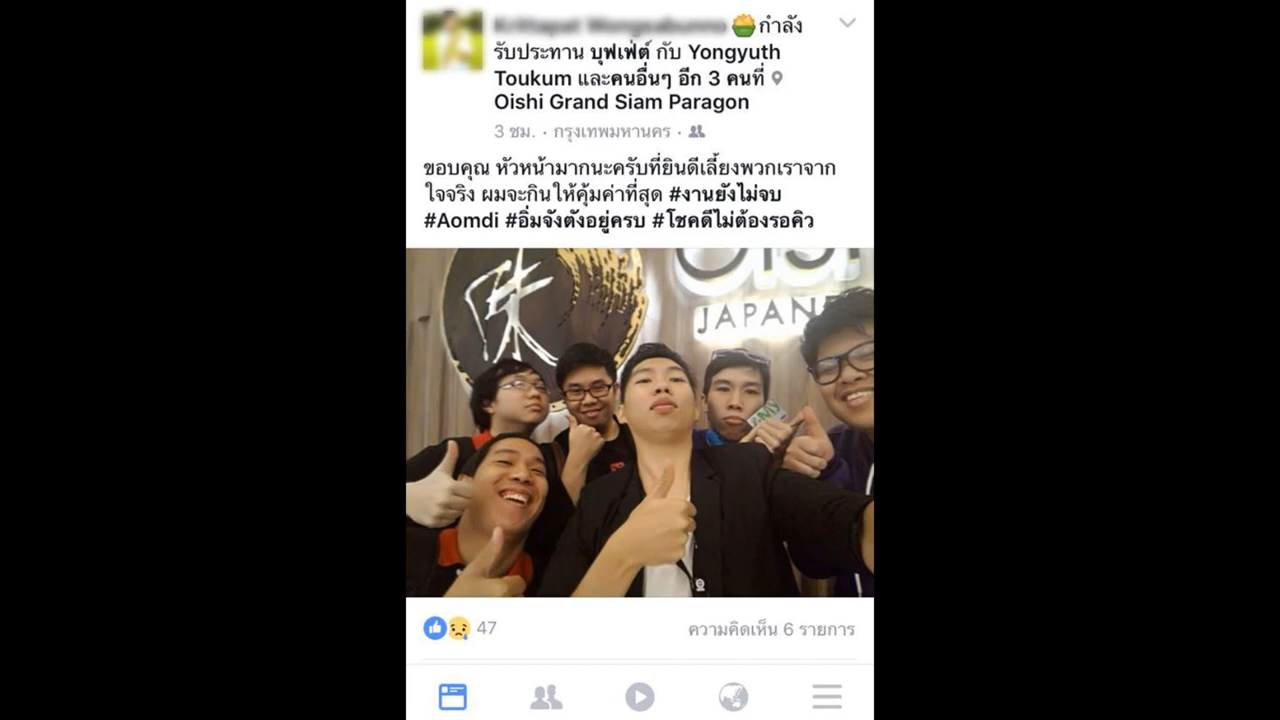 กำลัง
รับประทาน บุฟเฟ่ต์ กับ Yongyuth
Toukum และคนอื่นๆ อีก 3 คนที่
Oishi Grand Siam Paragon
3 ชม. · กรุงเทพมหานคร ·
ขอบคุณ หัวหน้ามากนะครับที่ยินดีเลี้ยงพวกเราจาก
ใจจริง ผมจะกินให้คุ้มค่าที่สุด #งานยังไม่จบ
#Aomdi #อิ่มจังตังอยู่ครบ #โชคดีไม่ต้องรอคิว
味
JAPANE
47
ความคิดเห็น 6 รายการ